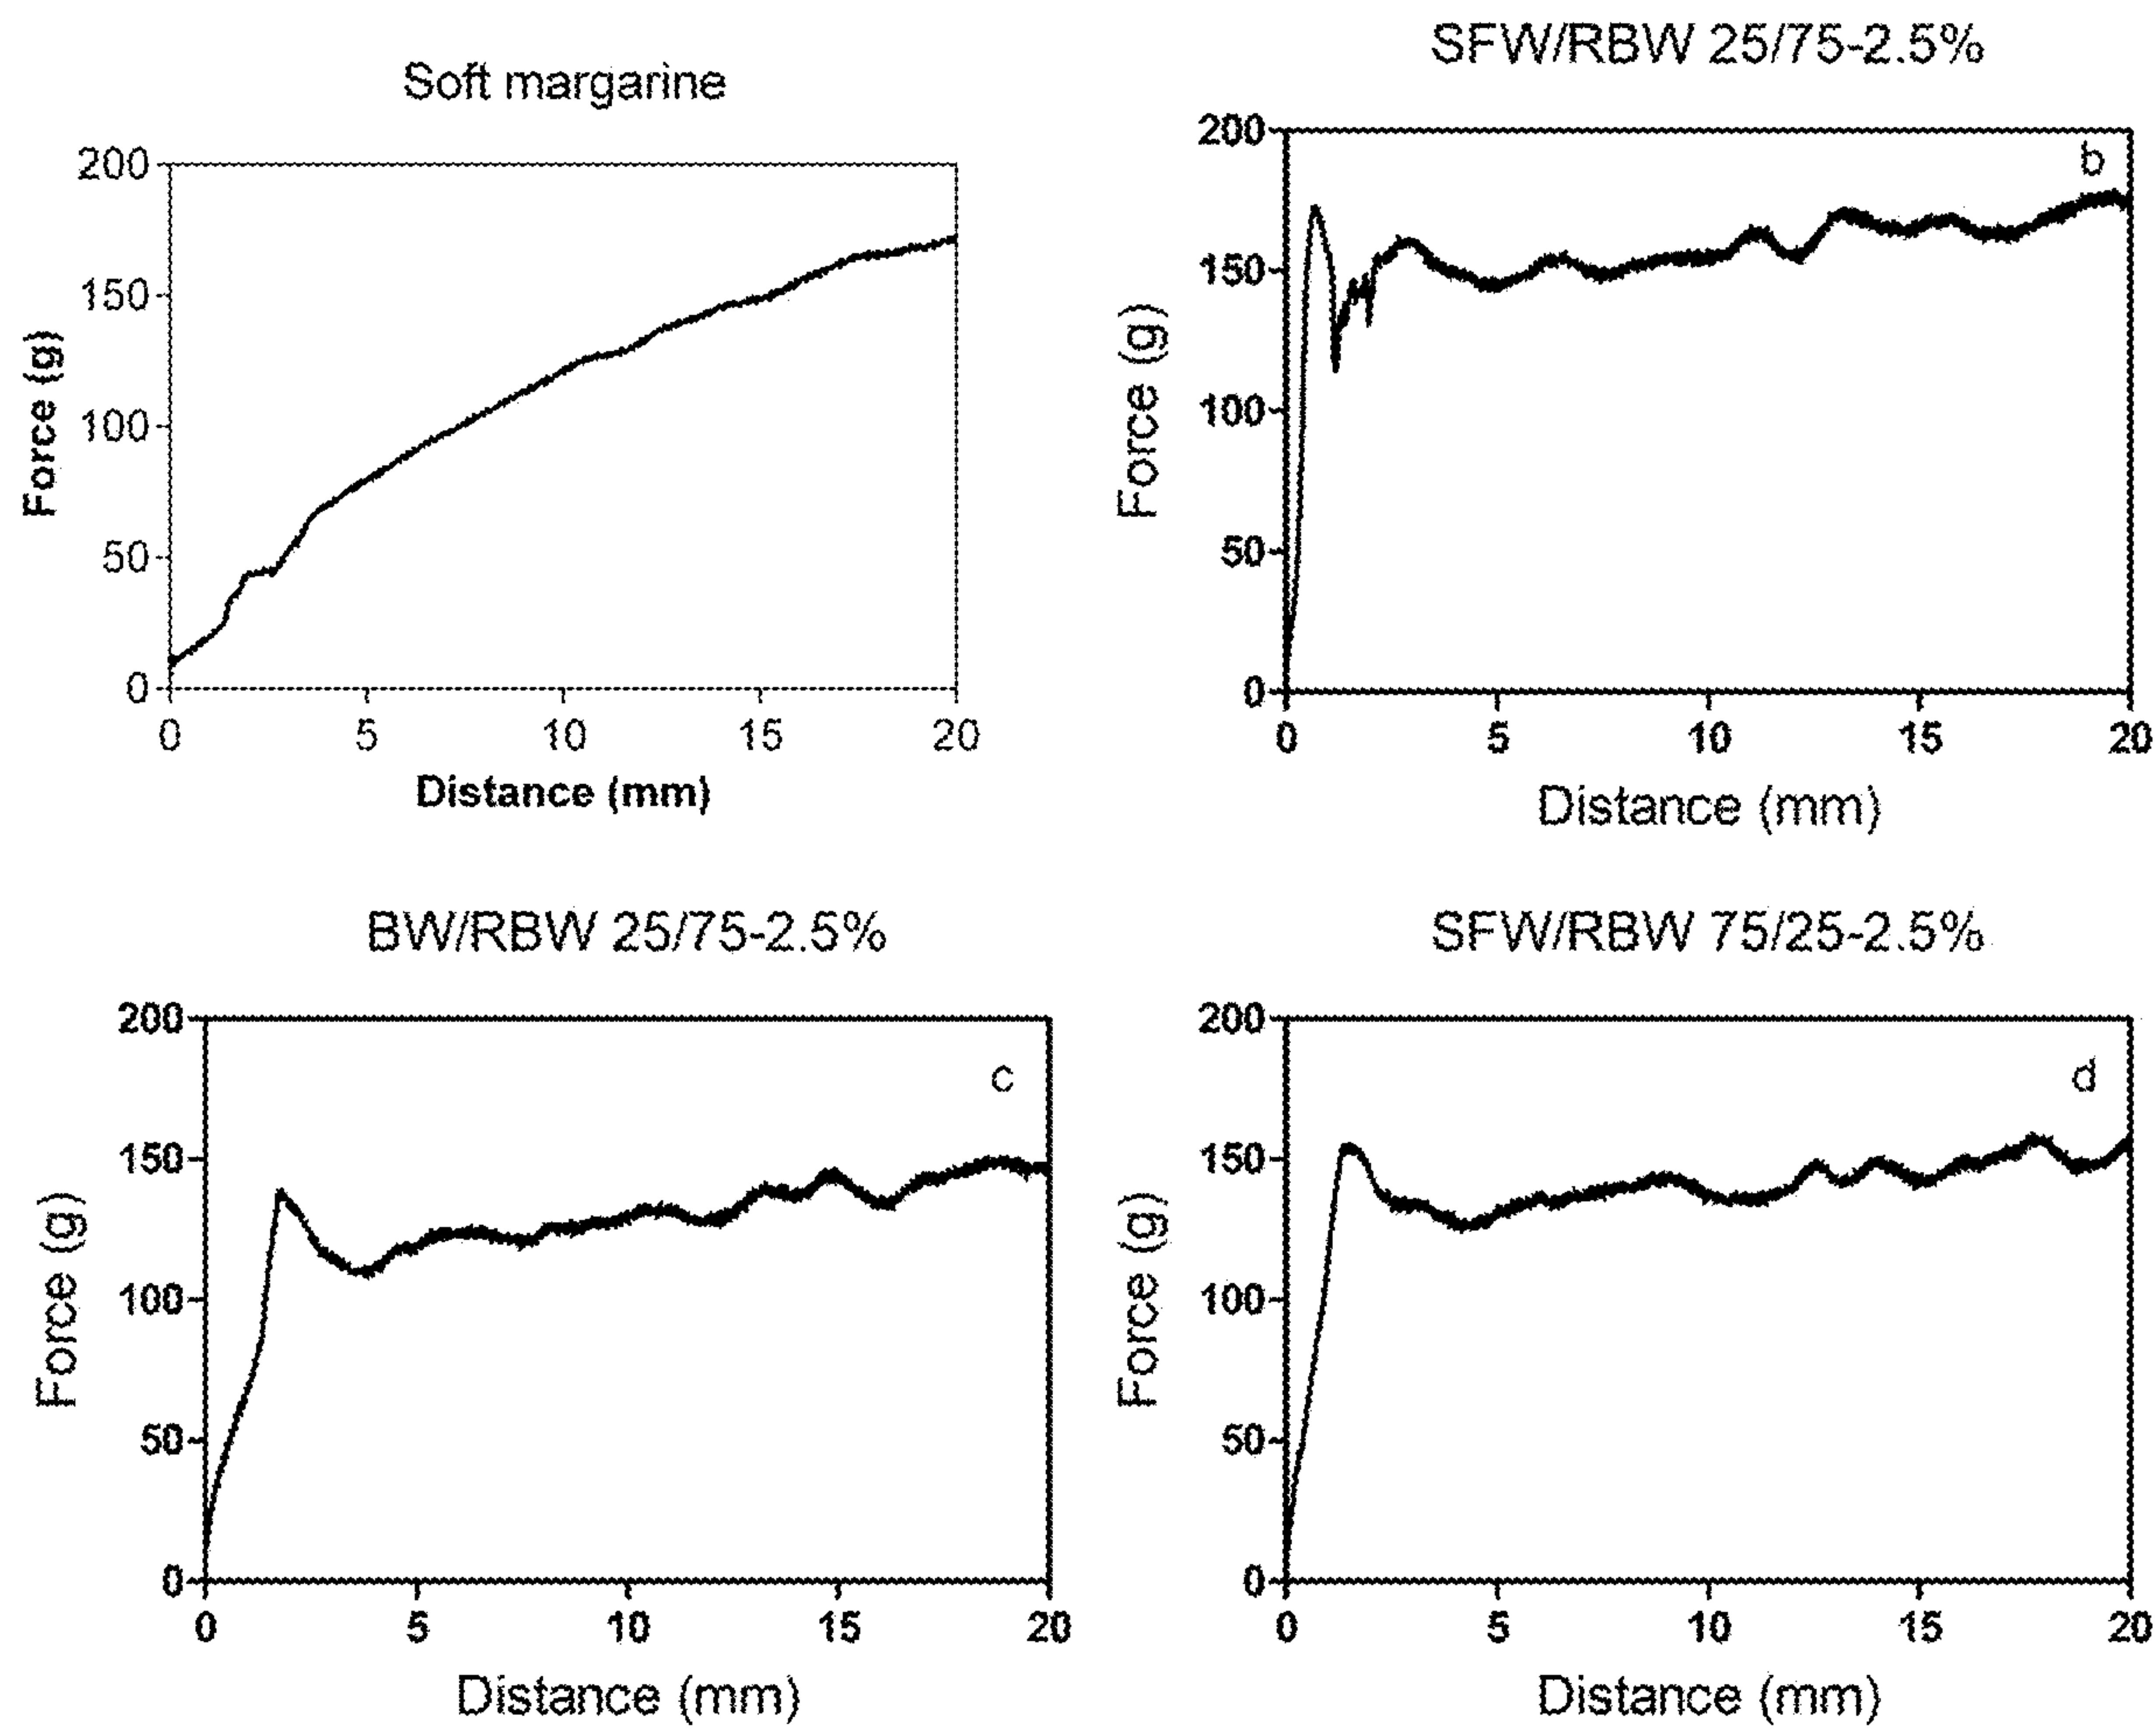 Soft margarine
200
150
100
50
0
Force (g)
0 5 10 15 20
Distance (mm)
SFW/RBW 25/75-2.5%
b
200
150
100
50
0
Force (g)
0 5 10 15 20
Distance (mm)
BW/RBW 25/75-2.5%
c
200
150
100
50
0
Force (g)
0 5 10 15 20
Distance (mm)
SFW/RBW 75/25-2.5%
d
200
150
100
50
0
Force (g)
0 5 10 15 20
Distance (mm)